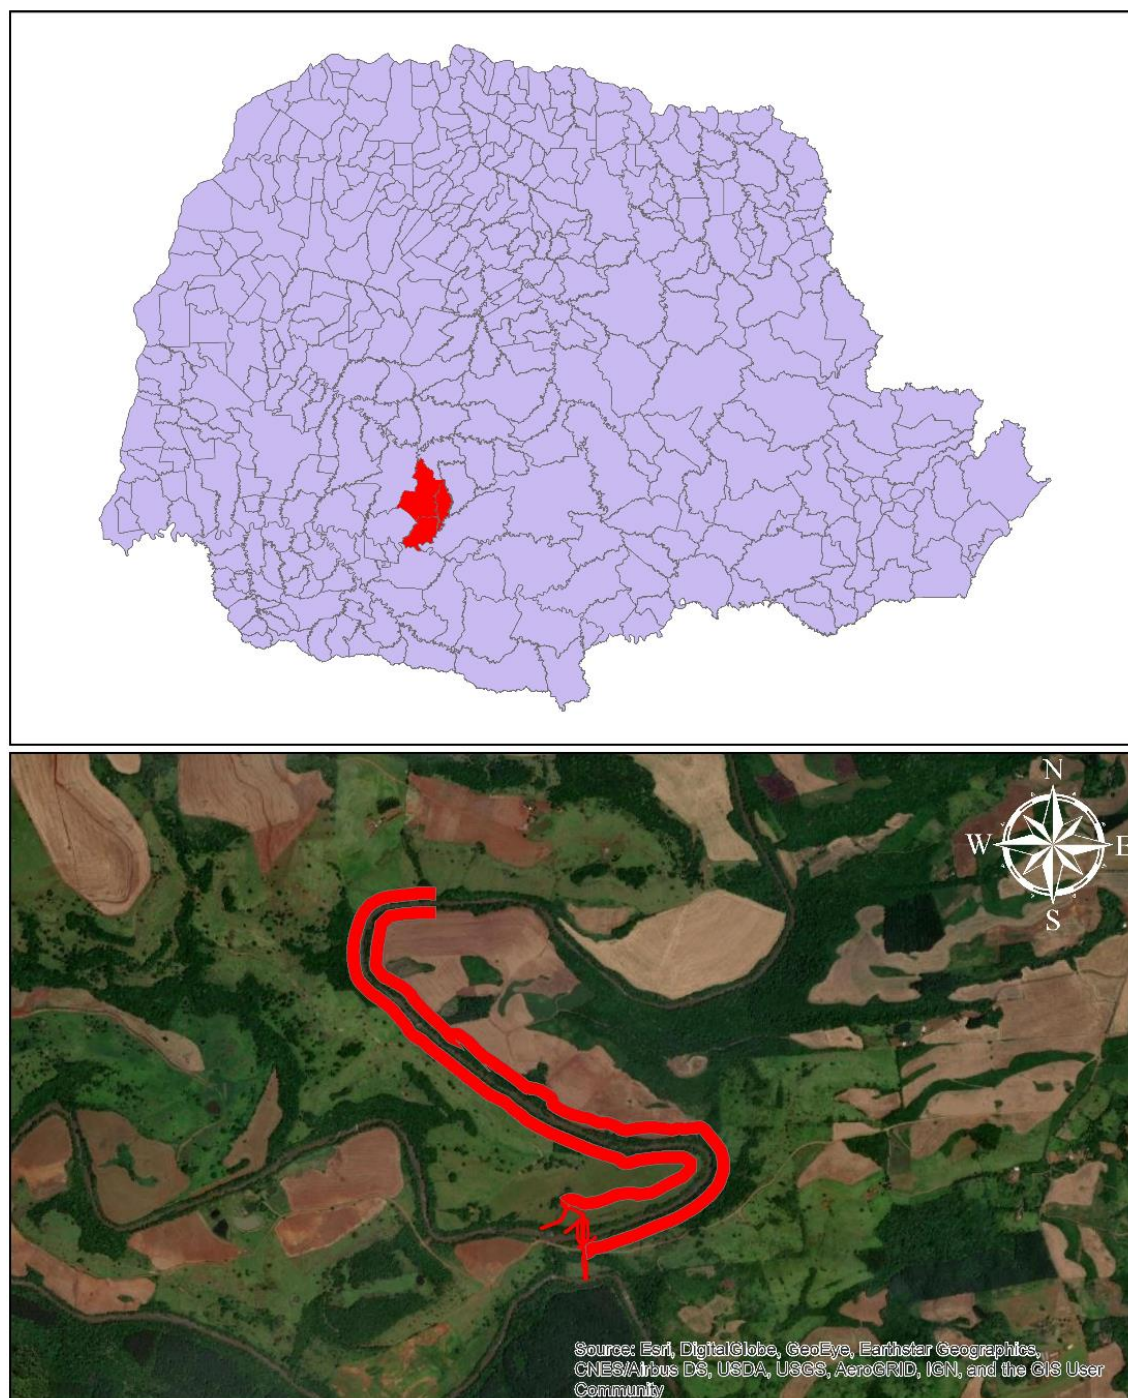 N
W E
S
Source: Esri, DigitalGlobe, GeoEye, Earthstar Geographics,
CNES/Airbus DS, USDA, USGS, AeroGRID, IGN, and the GIS User
Community